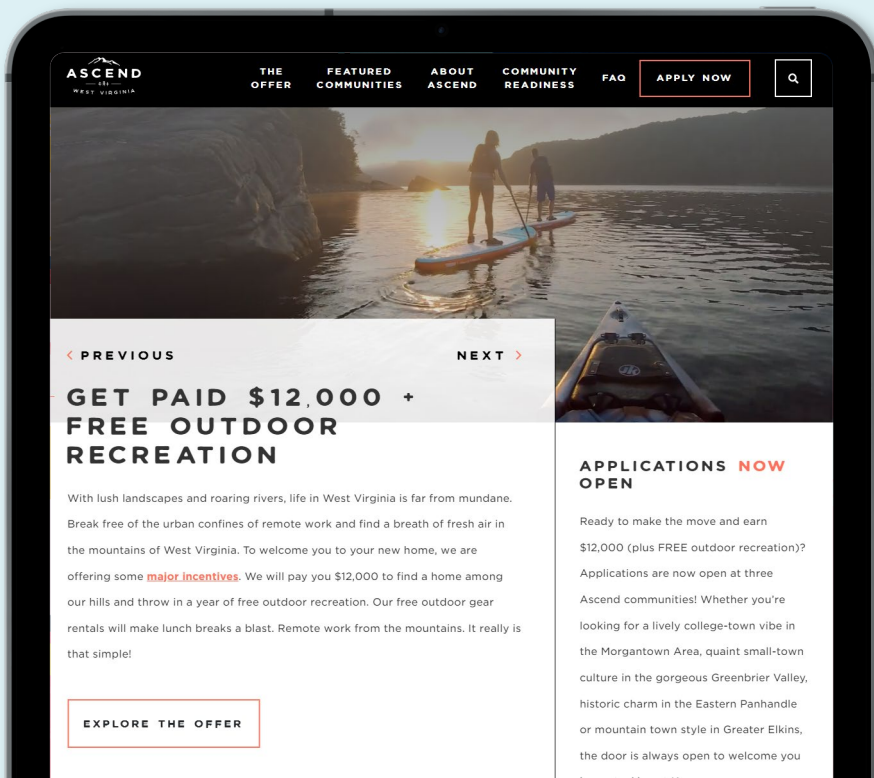 ASCEND
WEST VIRGINIA
THE OFFER
FEATURED COMMUNITIES
ABOUT ASCEND
COMMUNITY READINESS
FAQ
APPLY NOW
PREVIOUS
NEXT
GET PAID $12,000 +
FREE OUTDOOR
RECREATION
With lush landscapes and roaring rivers, life in West Virginia is far from mundane.
Break free of the urban confines of remote work and find a breath of fresh air in
the mountains of West Virginia. To welcome you to your new home, we are
offering some major incentives. We will pay you $12,000 to find a home among
our hills and throw in a year of free outdoor recreation. Our free outdoor gear
rentals will make lunch breaks a blast. Remote work from the mountains. It really is
that simple!
EXPLORE THE OFFER
APPLICATIONS NOW
OPEN
Ready to make the move and earn
$12,000 (plus FREE outdoor recreation)?
Applications are now open at three
Ascend communities! Whether you’re
looking for a lively college-town vibe in
the Morgantown Area, quaint small-town
culture in the gorgeous Greenbrier Valley,
historic charm in the Eastern Panhandle
or mountain town style in Greater Elkins,
the door is always open to welcome you